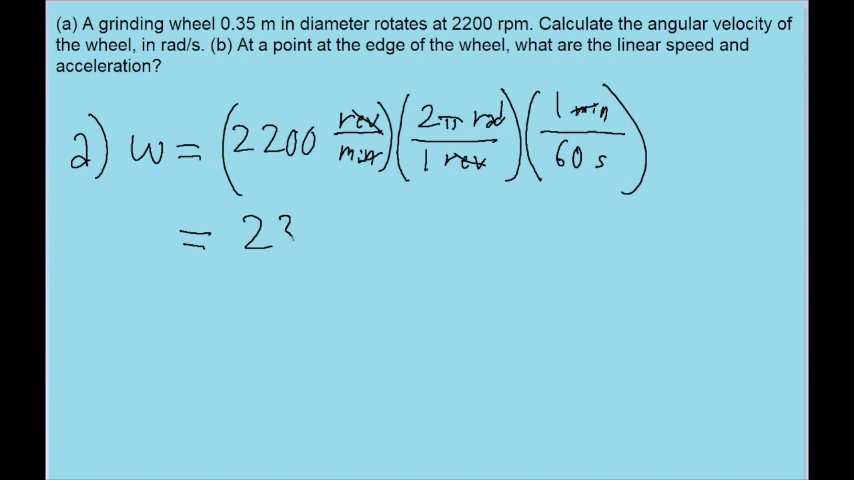 (a) A grinding wheel 0.35 m in diameter rotates at 2200 rpm. Calculate the angular velocity of
the wheel, in rad/s. (b) At a point at the edge of the wheel, what are the linear speed and
acceleration?
a) w = (2200 rev/min)(2π rad/1 rev)(1 min/60 s)
= 23